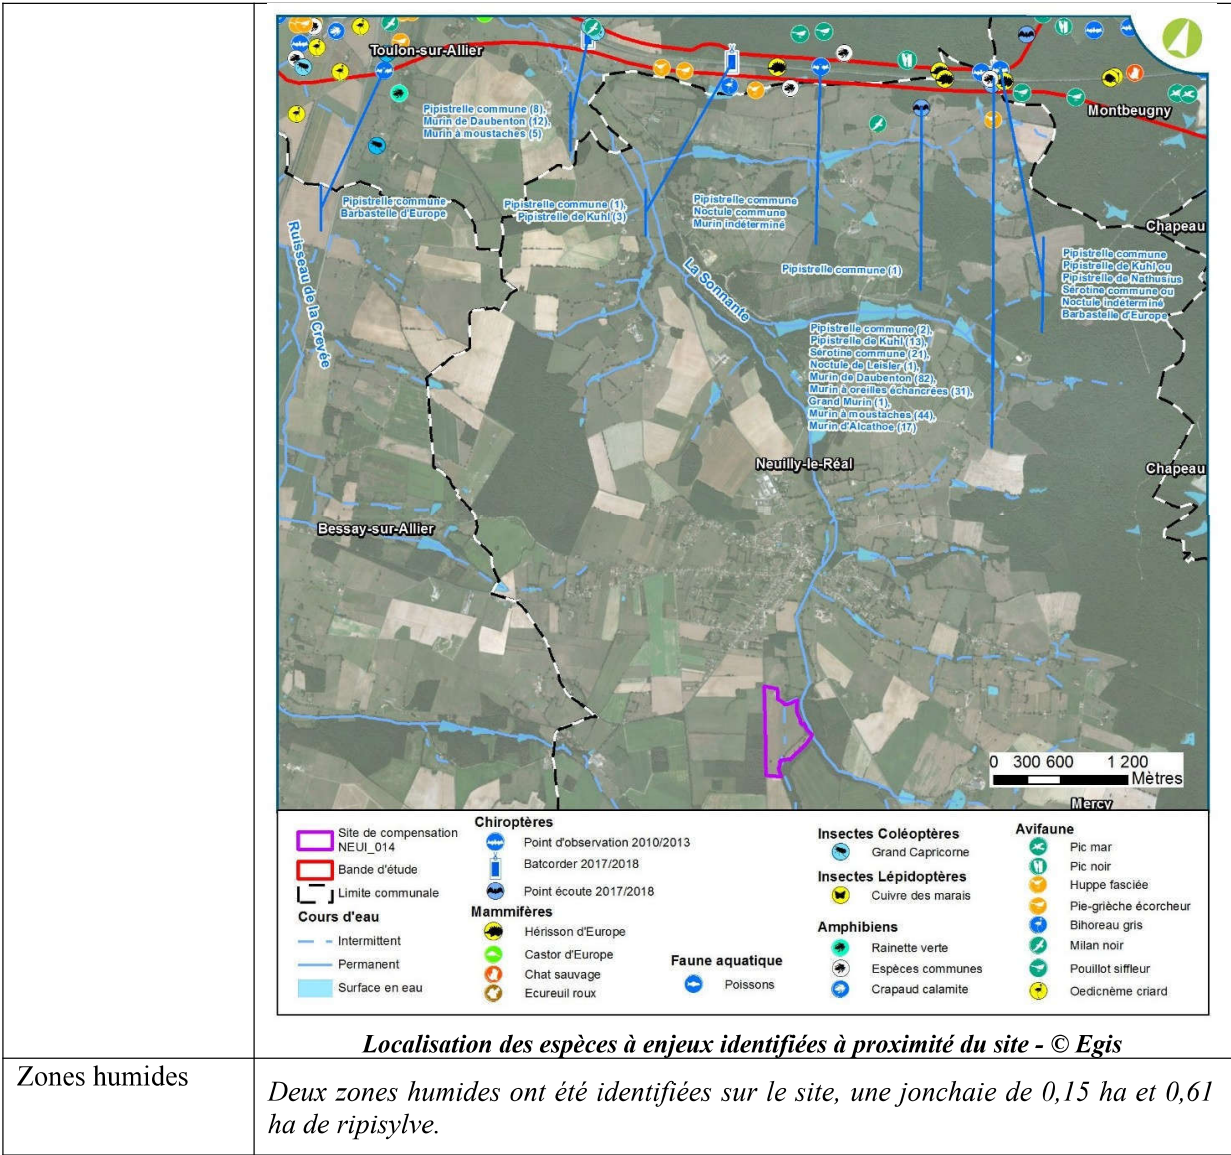 Toulon-sur-Allier
Montbeugny
Pipistrelle commune (8),
Murin de Daubenton (12),
Murin à moustaches (5)
Pipistrelle commune
Barbastelle d'Europe
Pipistrelle commune (1),
Pipistrelle de Kuhl (3)
Pipistrelle commune
Noctule commune
Murin indéterminé
Chapeau
Ruisseau de la Crevée
La Sonnante
Pipistrelle commune (1)
Pipistrelle commune
Pipistrelle de Kuhl ou
Pipistrelle de Nathusius
Sérotine commune ou
Noctule indéterminé
Barbastelle d'Europe
Pipistrelle commune (2),
Pipistrelle de Kuhl (13),
Sérotine commune (21),
Noctule de Leisler (1),
Murin de Daubenton (82),
Murin à oreilles échancrées (31)
Grand Murin (1),
Murin à moustaches (44),
Murin d'Alcathoe (17)
Neuilly-le-Réal
Chapeau
Bessay-sur-Allier
0 300 600 1 200
Mètres
Mercy
Site de compensation
NEUI_014
Bande d'étude
Limite communale
Cours d'eau
Intermittent
Permanent
Surface en eau
Chiroptères
Point d'observation 2010/2013
Batcorder 2017/2018
Point écoute 2017/2018
Mammifères
Hérisson d'Europe
Castor d'Europe
Chat sauvage
Ecureuil roux
Faune aquatique
Poissons
Insectes Coléoptères
Grand Capricorne
Insectes Lépidoptères
Cuivre des marais
Amphibiens
Rainette verte
Espèces communes
Crapaud calamite
Avifaune
Pic mar
Pic noir
Huppe fasciée
Pie-grièche écorcheur
Bihoreau gris
Milan noir
Pouillot siffleur
Oedicnème criard
Localisation des espèces à enjeux identifiées à proximité du site - © Egis
Zones humides
Deux zones humides ont été identifiées sur le site, une jonchaie de 0,15 ha et 0,61
ha de ripisylve.